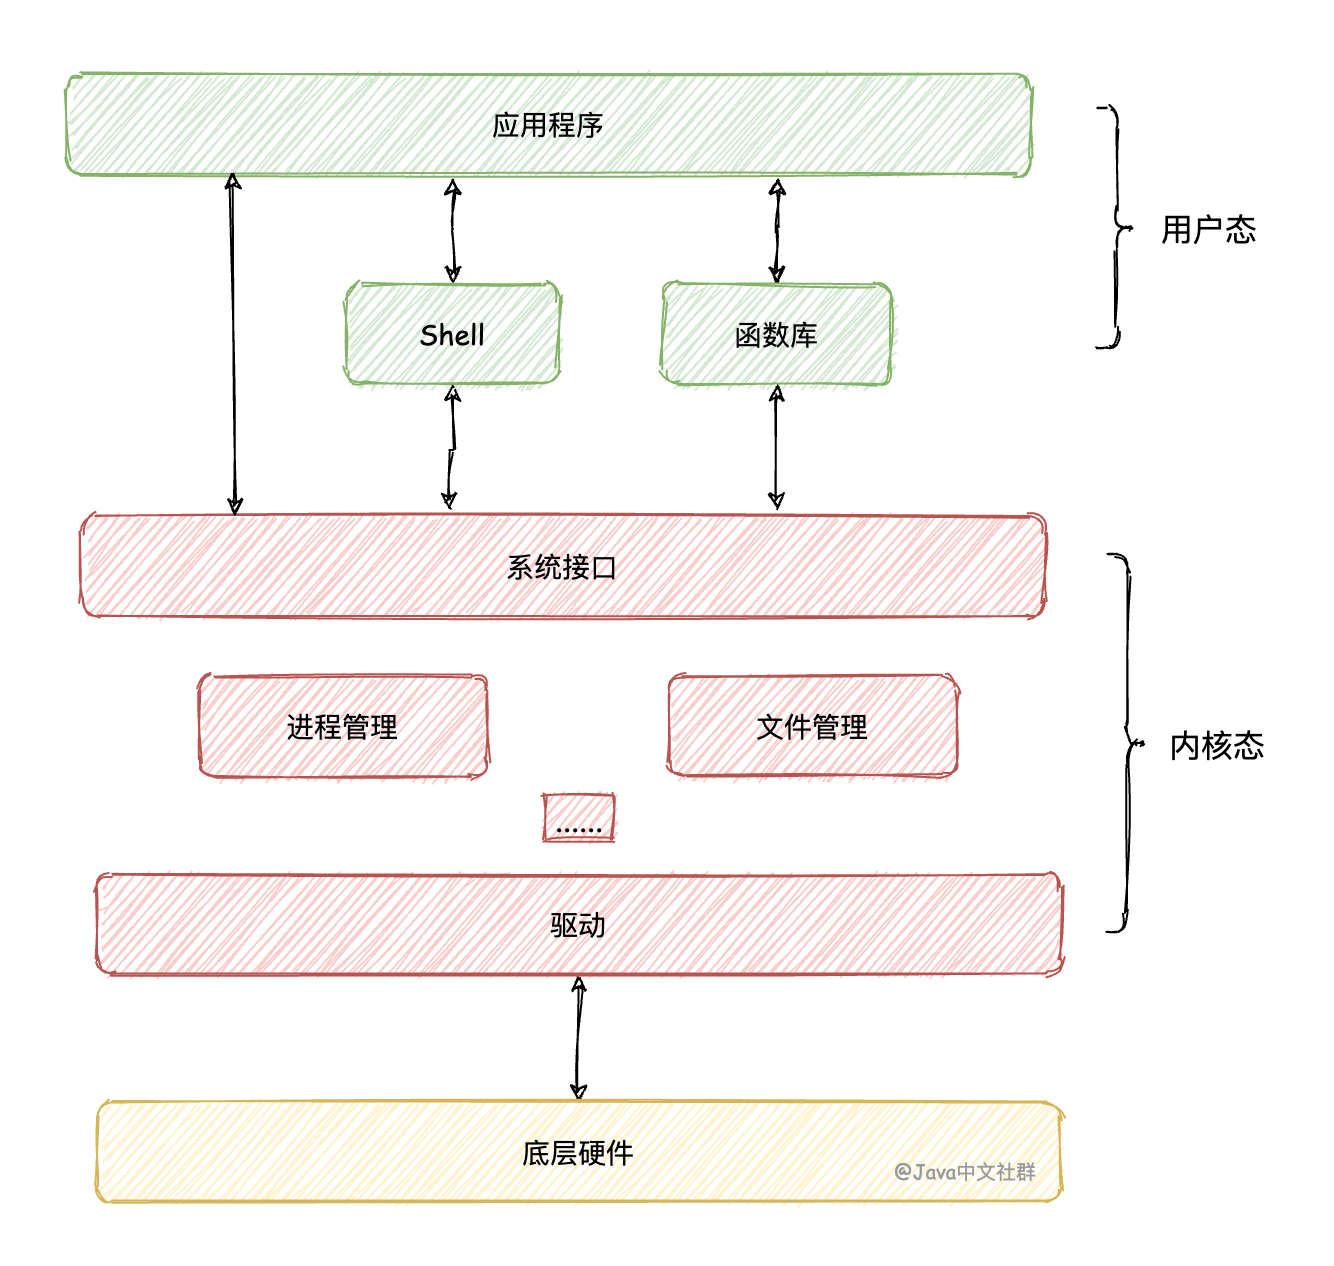 应用程序
用户态
Shell
函数库
系统接口
进程管理
文件管理
内核态
......
驱动
底层硬件
@Java中文社群